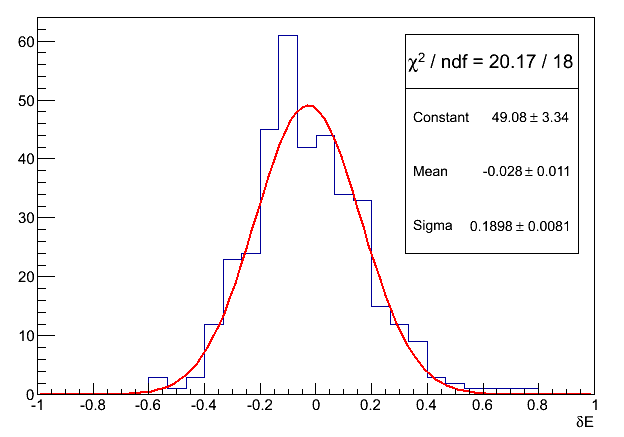 60
50
40
30
20
10
0
-1 -0.8 -0.6 -0.4 -0.2 0 0.2 0.4 0.6 0.8 1
δE
χ² / ndf = 20.17 / 18
Constant 49.08 ± 3.34
Mean -0.028 ± 0.011
Sigma 0.1898 ± 0.0081